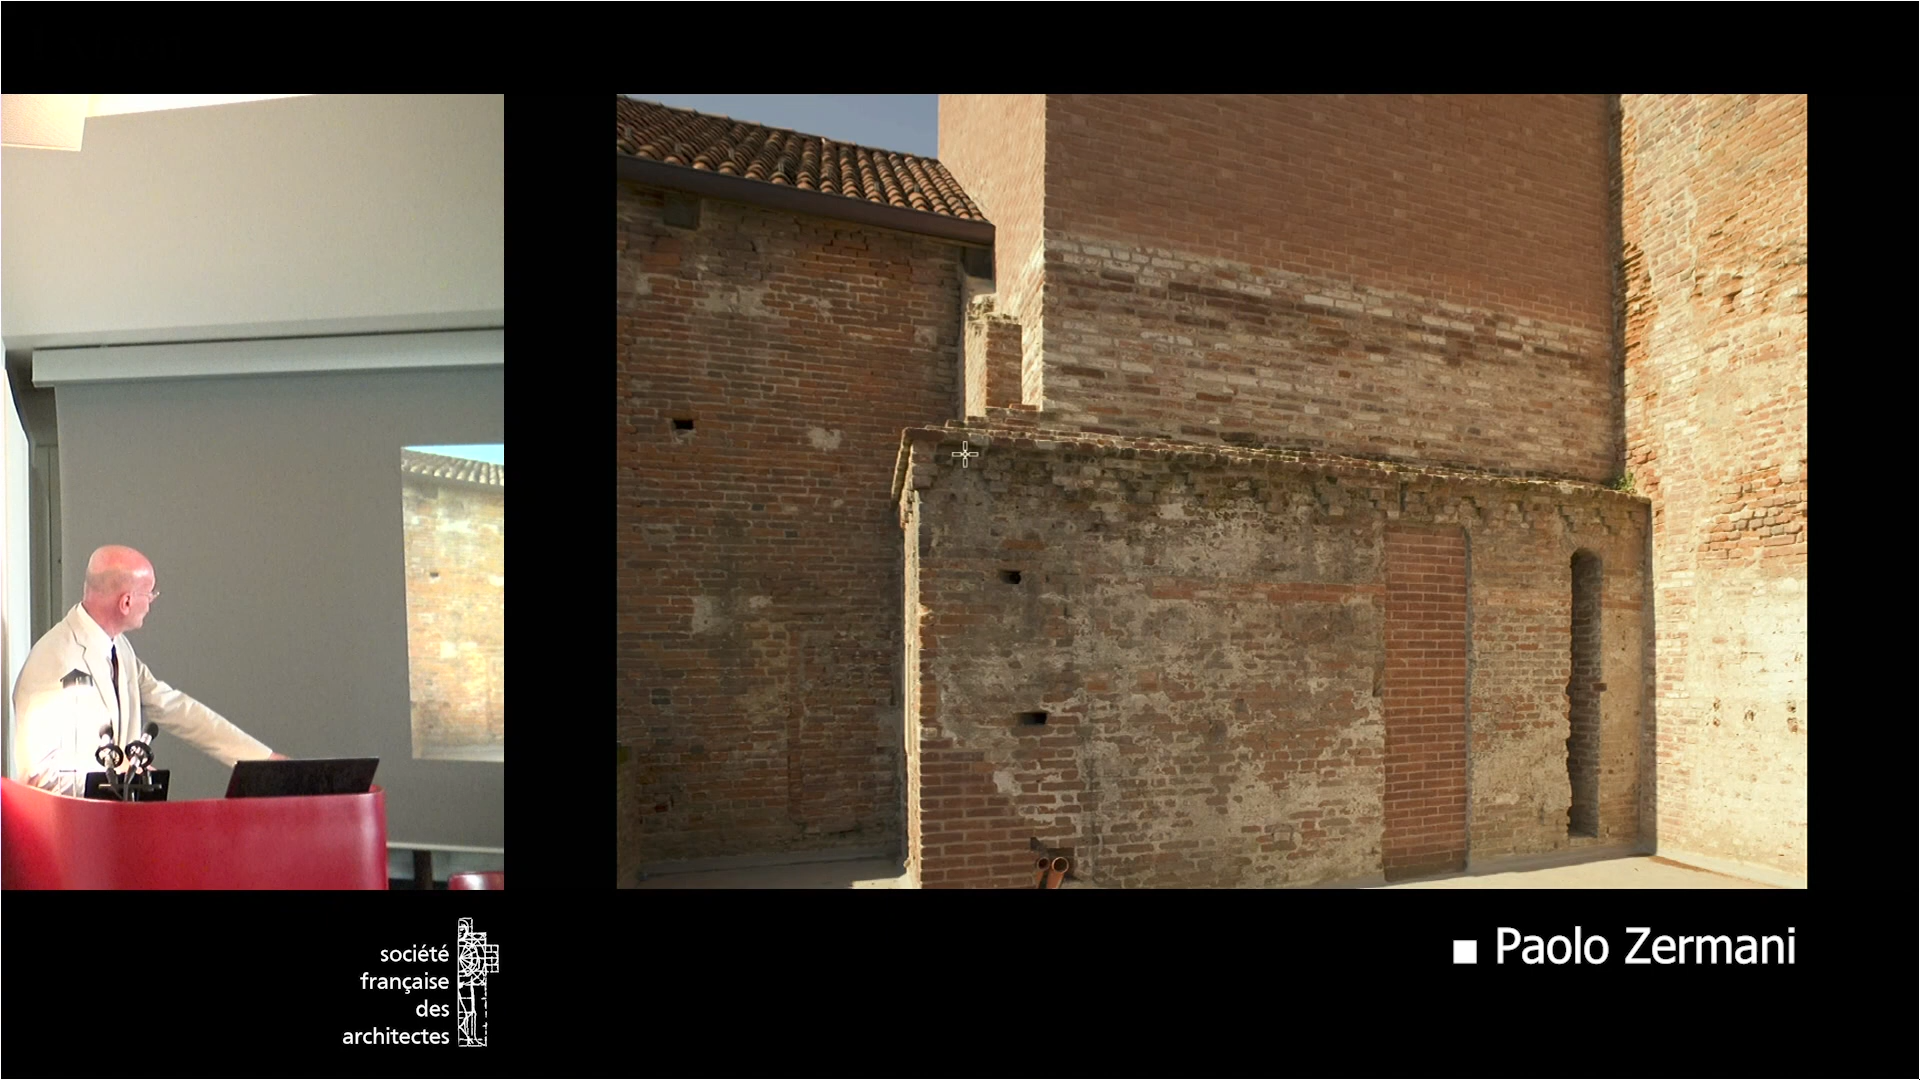 société
française
des
architectes
Paolo Zermani